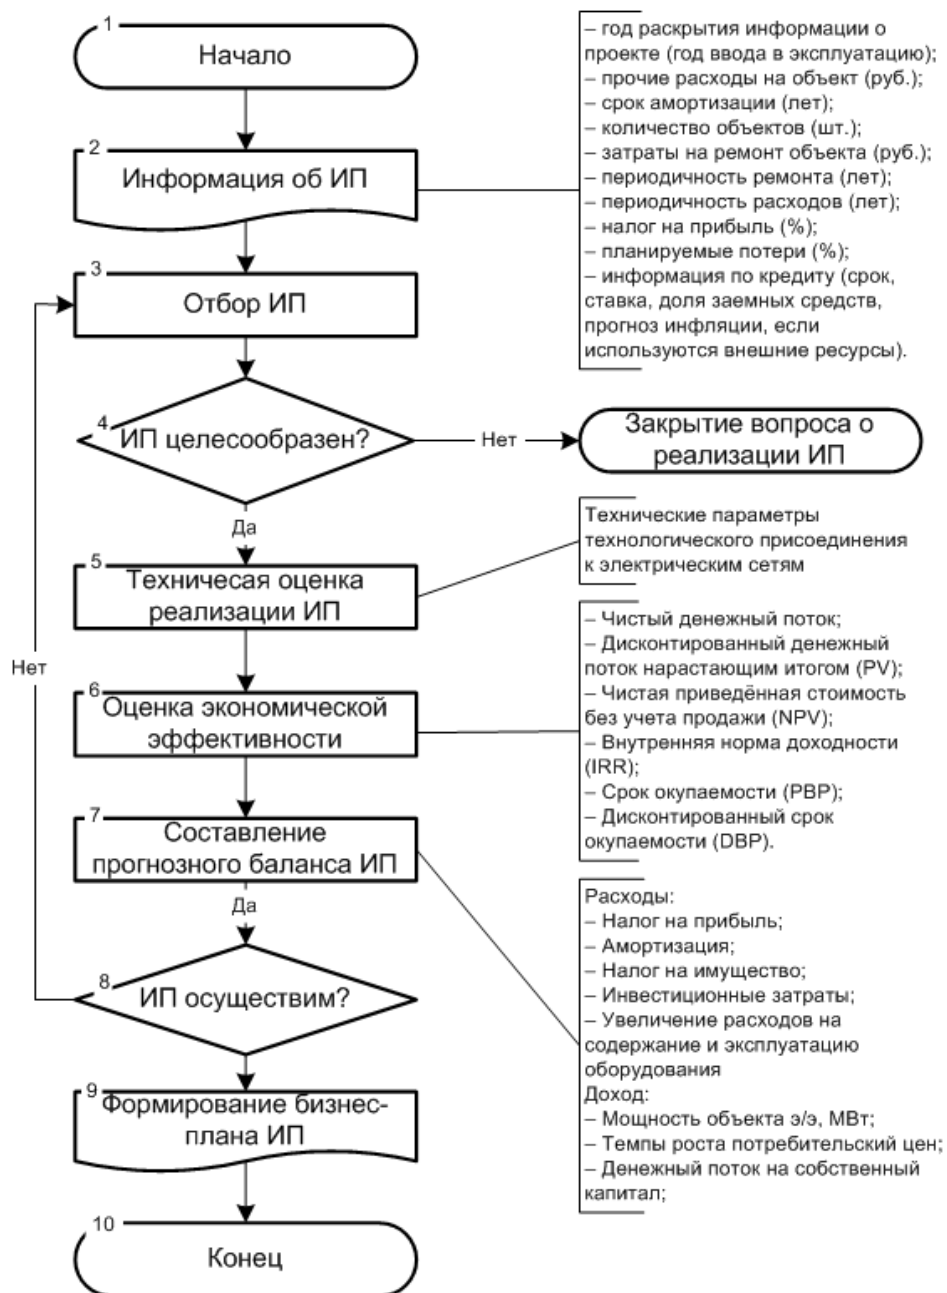 1
Начало
– год раскрытия информации о
проекте (год ввода в эксплуатацию);
– прочие расходы на объект (руб.);
– срок амортизации (лет);
– количество объектов (шт.);
– затраты на ремонт объекта (руб.);
– периодичность ремонта (лет);
– периодичность расходов (лет);
– налог на прибыль (%);
– планируемые потери (%);
– информация по кредиту (срок,
ставка, доля заемных средств,
прогноз инфляции, если
используются внешние ресурсы).
2
Информация об ИП
3
Отбор ИП
4
ИП целесообразен?
Нет
Закрытие вопроса о
реализации ИП
Да
5
Техничесая оценка
реализации ИП
Технические параметры
технологического присоединения
к электрическим сетям
Нет
6
Оценка экономической
эффективности
– Чистый денежный поток;
– Дисконтированный денежный
поток нарастающим итогом (PV);
– Чистая приведённая стоимость
без учета продажи (NPV);
– Внутренняя норма доходности
(IRR);
– Срок окупаемости (PBP);
– Дисконтированный срок
окупаемости (DBP).
7
Составление
прогнозного баланса ИП
Расходы:
– Налог на прибыль;
– Амортизация;
– Налог на имущество;
– Инвестиционные затраты;
– Увеличение расходов на
содержание и эксплуатацию
оборудования
Доход:
– Мощность объекта э/э, МВт;
– Темпы роста потребительский цен;
– Денежный поток на собственный
капитал;
Да
8
ИП осуществим?
9
Формирование бизнес-
плана ИП
10
Конец